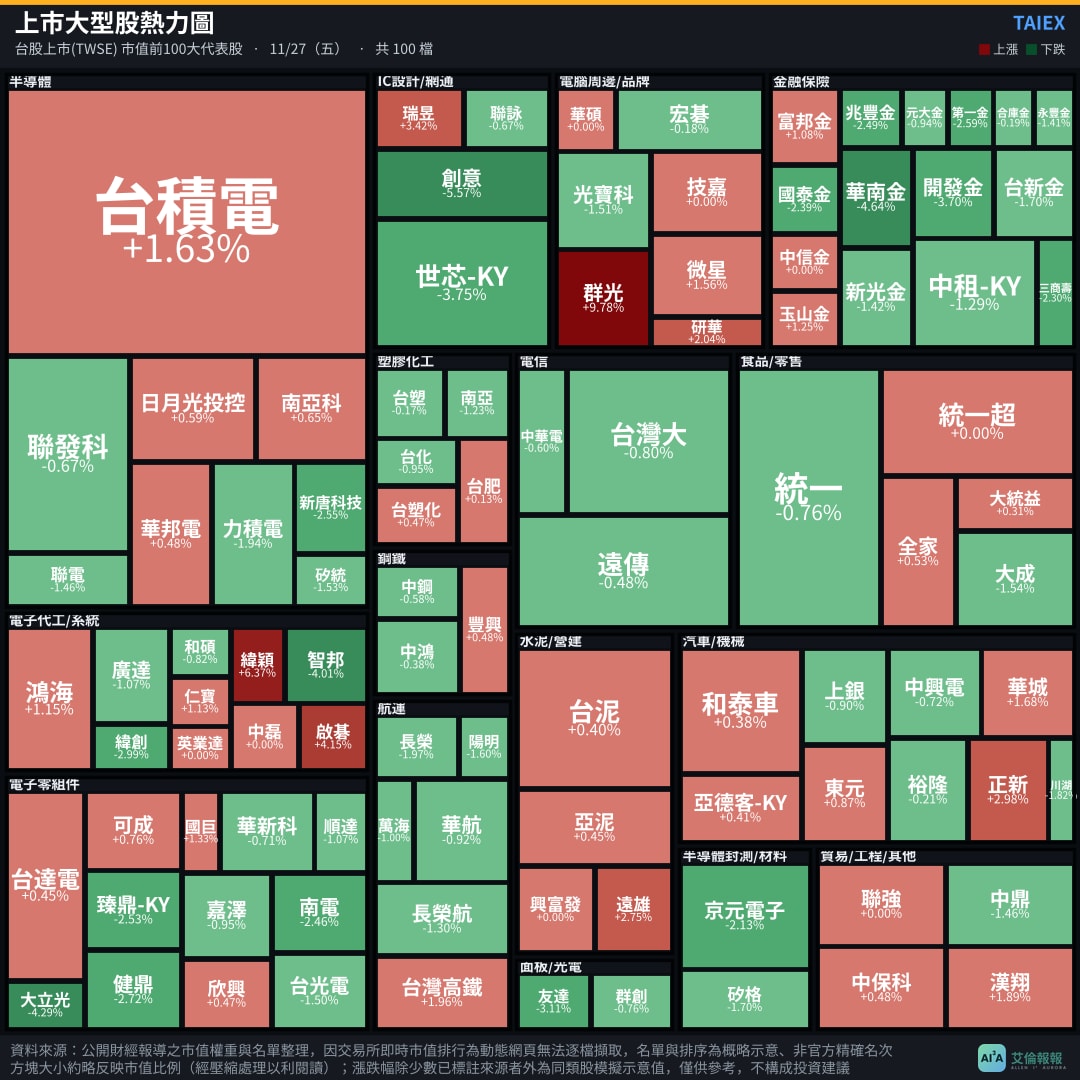 上市大型股熱力圖
TAIEX
台股上市(TWSE) 市值前100大代表股 · 11/27（五） · 共 100 檔
上漲 下跌
半導體
台積電
+1.63%
聯發科
-0.67%
日月光投控
+0.59%
南亞科
+0.65%
華邦電
+0.48%
力積電
-1.94%
新唐科技
-2.55%
聯電
-1.46%
矽統
-1.53%
IC設計/網通
瑞昱
+3.42%
聯詠
-0.67%
創意
-5.57%
世芯-KY
-3.75%
電腦周邊/品牌
華碩
+0.00%
宏碁
-0.18%
光寶科
-1.51%
技嘉
+0.00%
群光
+9.78%
微星
+1.56%
研華
+2.04%
金融保險
富邦金
+1.08%
兆豐金
-2.49%
元大金
-0.94%
第一金
-2.59%
合庫金
-0.19%
永豐金
-1.41%
國泰金
-2.39%
華南金
-4.64%
開發金
-3.70%
台新金
-1.70%
中信金
+0.00%
玉山金
+1.25%
新光金
-1.42%
中租-KY
-1.29%
三商壽
-2.30%
塑膠化工
台塑
-0.17%
南亞
-1.23%
台化
-0.95%
台肥
+0.13%
台塑化
+0.47%
電信
中華電
-0.60%
台灣大
-0.80%
遠傳
-0.48%
食品/零售
統一
-0.76%
統一超
+0.00%
全家
+0.53%
大統益
+0.31%
大成
-1.54%
鋼鐵
中鋼
-0.58%
豐興
+0.48%
中鴻
-0.38%
電子代工/系統
鴻海
+1.15%
廣達
-1.07%
和碩
-0.82%
緯穎
+6.37%
智邦
-4.01%
仁寶
+1.13%
緯創
-2.99%
英業達
+0.00%
中磊
+0.00%
啟碁
+4.15%
水泥/營建
台泥
+0.40%
亞泥
+0.45%
興富發
+0.00%
遠雄
+2.75%
汽車/機械
和泰車
+0.38%
上銀
-0.90%
中興電
-0.72%
華城
+1.68%
亞德客-KY
+0.41%
東元
+0.87%
裕隆
-0.21%
正新
+2.98%
川湖
-1.82%
航運
長榮
-1.97%
陽明
-1.60%
萬海
-1.00%
華航
-0.92%
長榮航
-1.30%
台灣高鐵
+1.96%
電子零組件
台達電
+0.45%
可成
+0.76%
國巨
+1.33%
華新科
-0.71%
順達
-1.07%
臻鼎-KY
-2.53%
嘉澤
-0.95%
南電
-2.46%
大立光
-4.29%
健鼎
-2.72%
欣興
+0.47%
台光電
-1.50%
面板/光電
友達
-3.11%
群創
-0.76%
半導體封測/材料
京元電子
-2.13%
矽格
-1.70%
貿易/工程/其他
聯強
+0.00%
中鼎
-1.46%
中保科
+0.48%
漢翔
+1.89%
資料來源：公開財經報導之市值權重與名單整理，因交易所即時市值排行為動態網頁無法逐檔擷取，名單與排序為概略示意、非官方精確名次
方塊大小約略反映市值比例（經壓縮處理以利閱讀）；漲跌幅除少數已標註來源者外為同類股模擬示意值，僅供參考，不構成投資建議
艾倫報報
ALLEN IJ AURORA